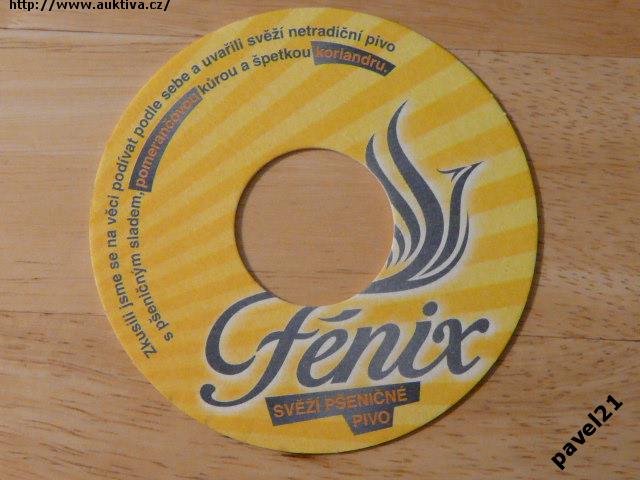 http://www.auktiva.cz/
Zkusili jsme se na věci podívat podle sebe a uvařili svěží netradiční pivo
s pšeničným sladem, pomerančovou kůrou a špetkou koriandru.
Fénix
SVĚŽÍ PŠENIČNÉ
PIVO
pavel21